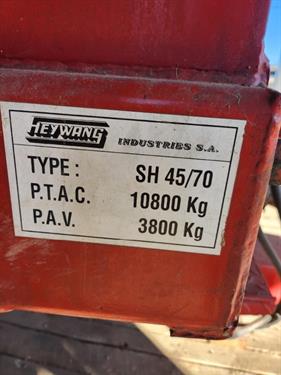 HEYWANG INDUSTRIES S.A.
TYPE : SH 45/70
P.T.A.C. 10800 Kg
P.A.V. 3800 Kg